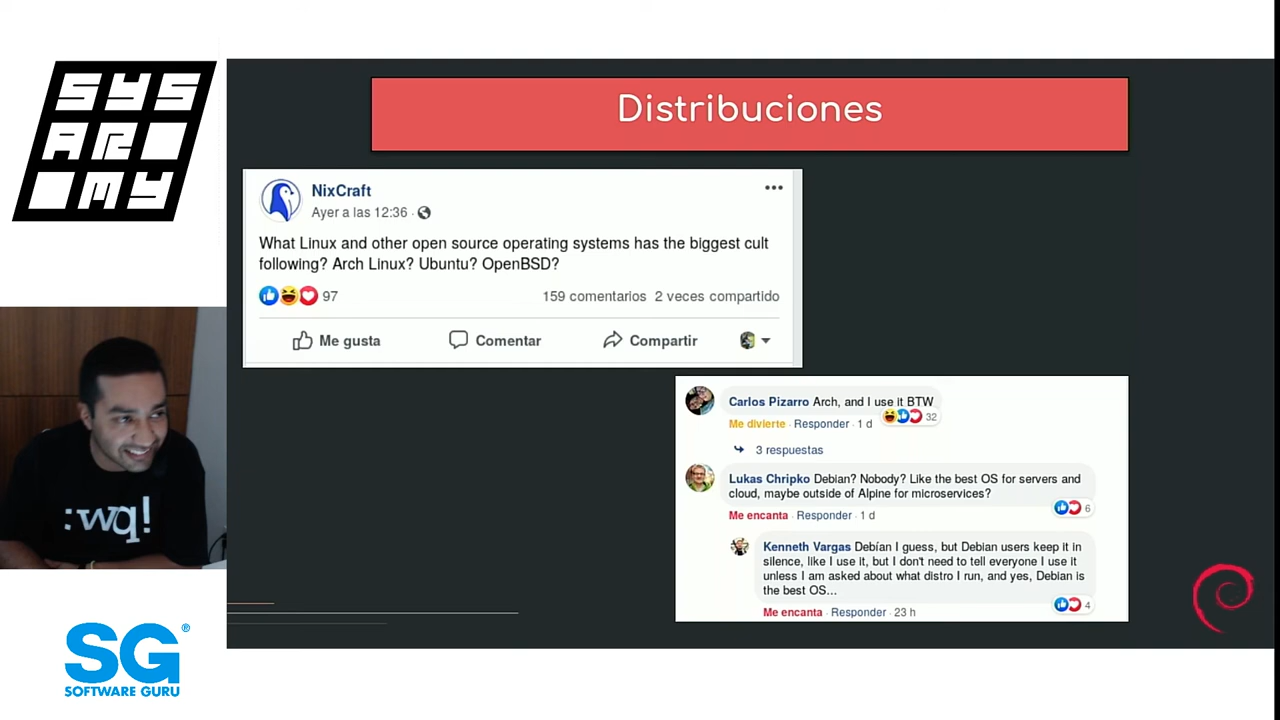 SYS
AR
MY
Distribuciones
NixCraft
Ayer a las 12:36 ·
What Linux and other open source operating systems has the biggest cult
following? Arch Linux? Ubuntu? OpenBSD?
97
159 comentarios 2 veces compartido
Me gusta
Comentar
Compartir
Carlos Pizarro Arch, and I use it BTW
32
Me divierte · Responder · 1 d
3 respuestas
Lukas Chripko Debian? Nobody? Like the best OS for servers and
cloud, maybe outside of Alpine for microservices?
6
Me encanta · Responder · 1 d
Kenneth Vargas Debían I guess, but Debian users keep it in
silence, like I use it, but I don't need to tell everyone I use it
unless I am asked about what distro I run, and yes, Debian is
the best OS...
4
Me encanta · Responder · 23 h
:wq!
SG®
SOFTWARE GURU